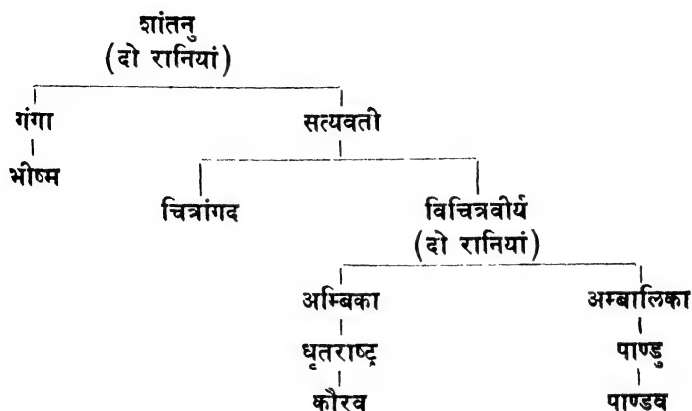 शांतनु
(दो रानियां)
गंगा सत्यवती
भीष्म
चित्रांगद विचित्रवीर्य
(दो रानियां)
अम्बिका अम्बालिका
धृतराष्ट्र पाण्डु
कौरव पाण्डव